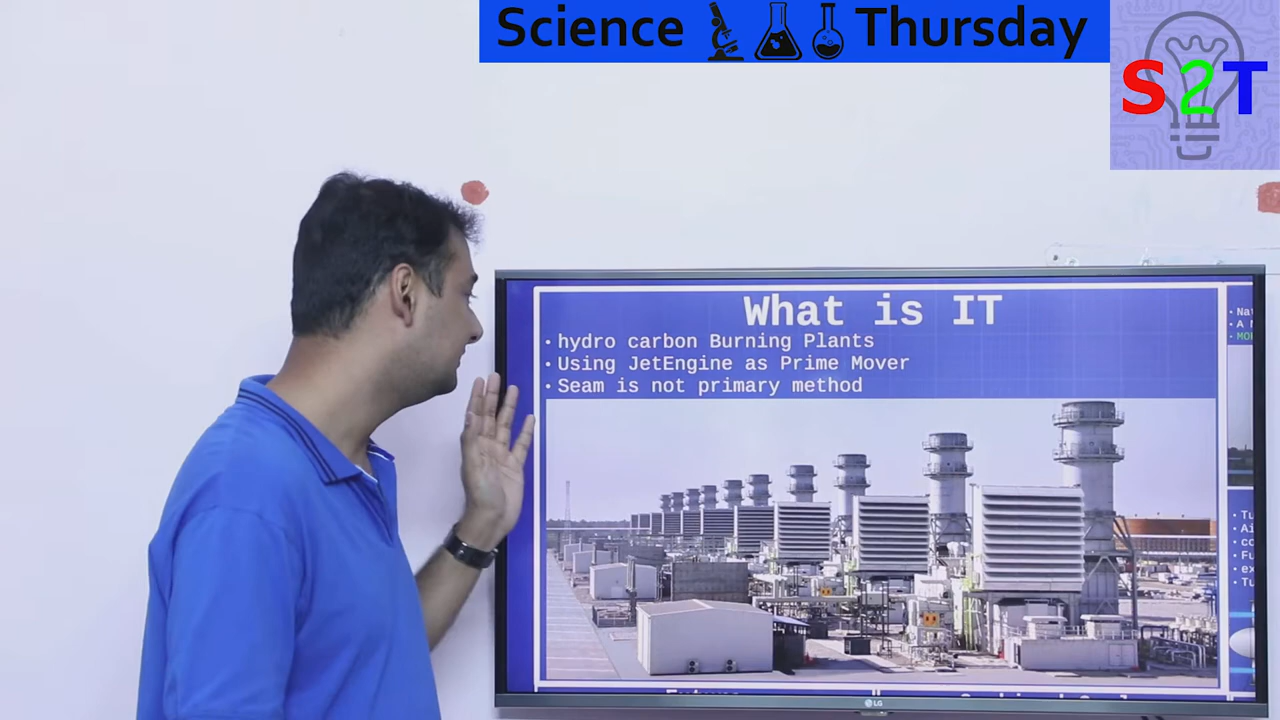 Science Thursday
S2T
What is IT
• hydro carbon Burning Plants
• Using JetEngine as Prime Mover
• Seam is not primary method
LG